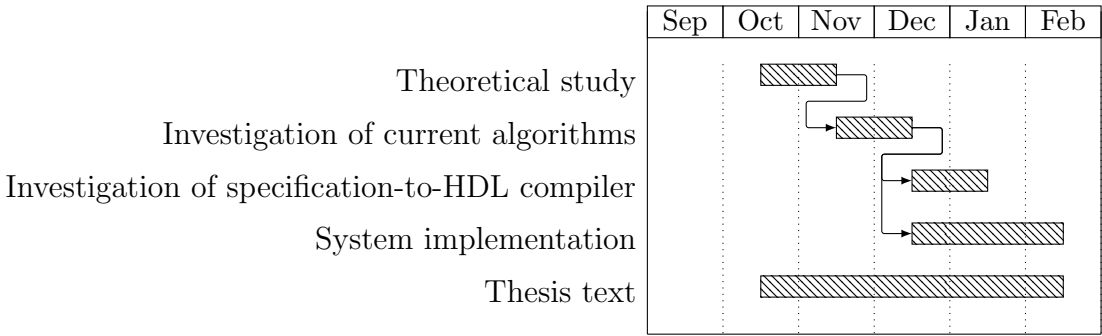 Sep Oct Nov Dec Jan Feb
Theoretical study
Investigation of current algorithms
Investigation of specification-to-HDL compiler
System implementation
Thesis text